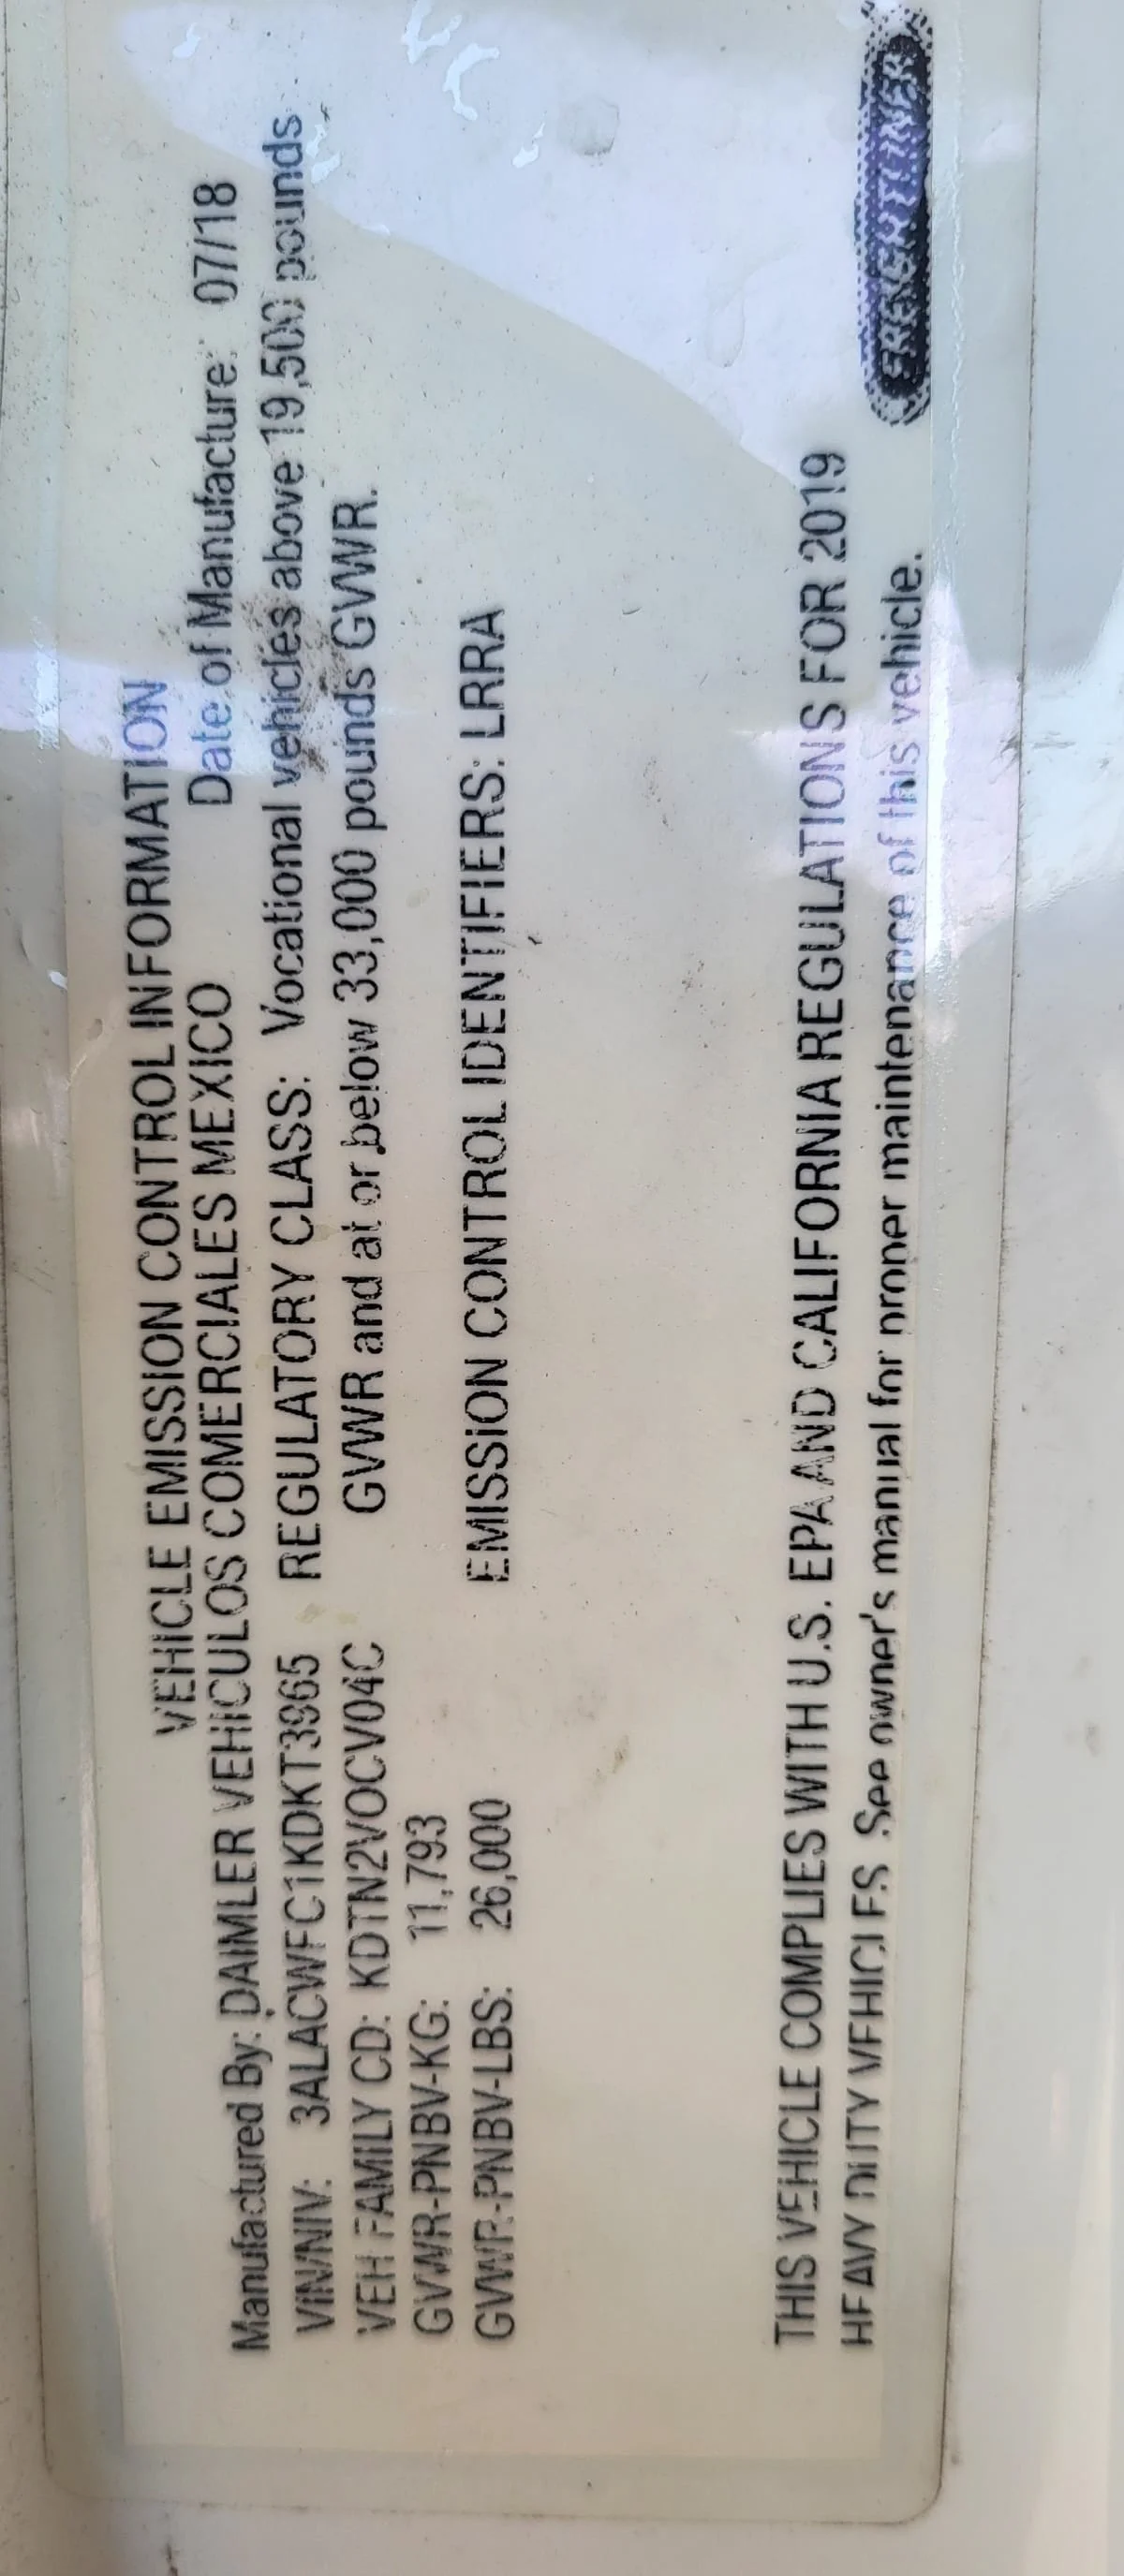 VEHICLE EMISSION CONTROL INFORMATION
Manufactured By: DAIMLER VEHICULOS COMERCIALES MEXICO Date of Manufacture: 07/18
VIN/NIV: 3ALACWFC1KDKT3965 REGULATORY CLASS: Vocational vehicles above 19,500 pounds
VEH FAMILY CD: KDTN2VOCV04C GVWR and at or below 33,000 pounds GVWR.
GVWR-PNBV-KG: 11,793
GVWR-PNBV-LBS: 26,000 EMISSION CONTROL IDENTIFIERS: LRRA
THIS VEHICLE COMPLIES WITH U.S. EPA AND CALIFORNIA REGULATIONS FOR 2019
HEAVY DUTY VEHICLES. See owner's manual for proper maintenance of this vehicle.
FREIGHTLINER